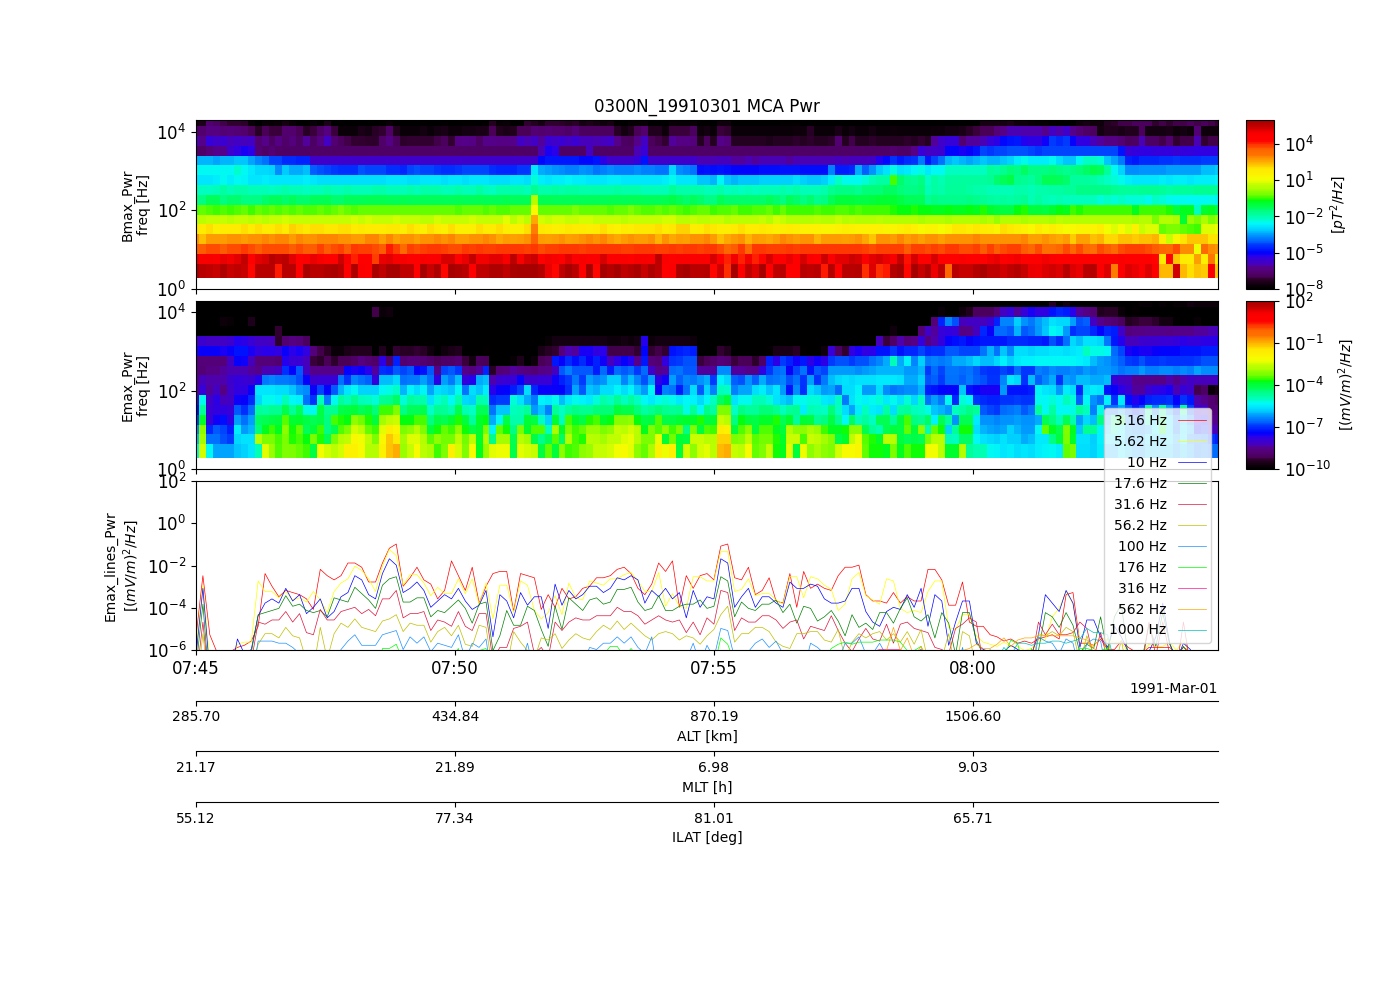 0300N_19910301 MCA Pwr
10^4
10^2
10^0
Bmax_Pwr
freq [Hz]
10^4
10^1
10^-2
10^-5
10^-8
[pT^2/Hz]
10^4
10^2
10^0
Emax_Pwr
freq [Hz]
10^2
10^-1
10^-4
10^-7
10^-10
[(mV/m)^2/Hz]
3.16 Hz
5.62 Hz
10 Hz
17.6 Hz
31.6 Hz
56.2 Hz
100 Hz
176 Hz
316 Hz
562 Hz
1000 Hz
10^2
10^0
10^-2
10^-4
10^-6
Emax_lines_Pwr
[(mV/m)^2/Hz]
07:45 07:50 07:55 08:00
1991-Mar-01
285.70 434.84 870.19 1506.60
ALT [km]
21.17 21.89 6.98 9.03
MLT [h]
55.12 77.34 81.01 65.71
ILAT [deg]